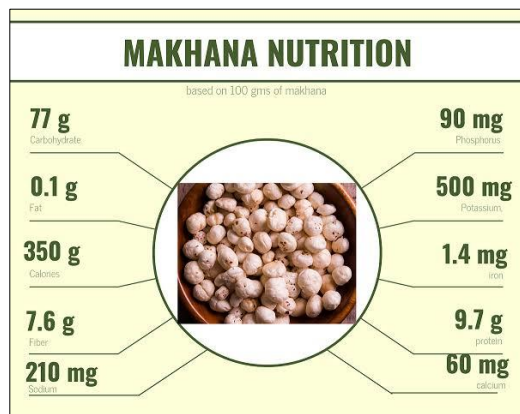 MAKHANA NUTRITION
based on 100 gms of makhana
77 g
Carbohydrate
0.1 g
Fat
350 g
Calories
7.6 g
Fiber
210 mg
Sodium
90 mg
Phosphorus
500 mg
Potassium,
1.4 mg
iron
9.7 g
protein
60 mg
calcium